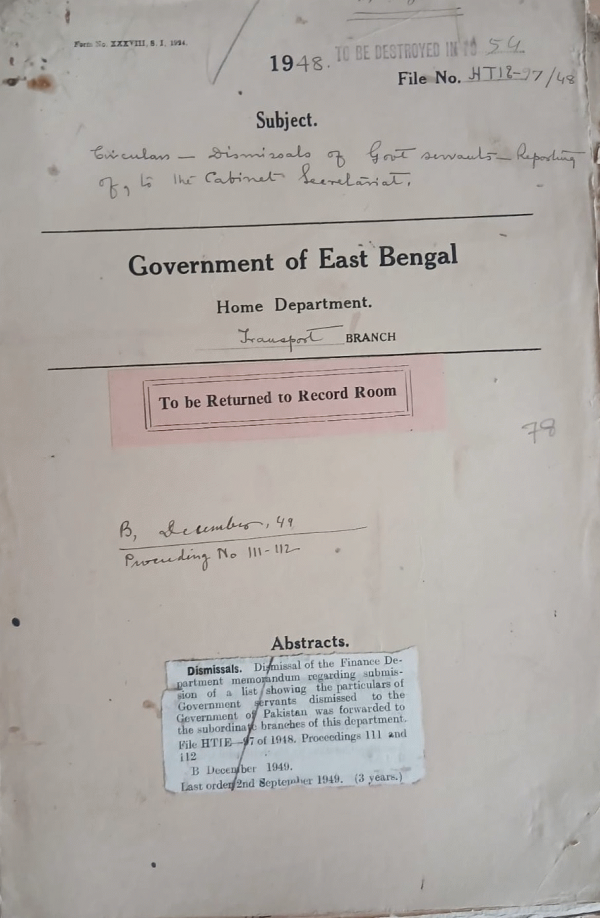 Form No. XXXVIII, S. I. 1924.
1948. TO BE DESTROYED IN 19 54
File No. HT12-97/48
Subject.
Circulars — Dismissals of Govt servants — Reporting
of, to the Cabinet Secretariat.
Government of East Bengal
Home Department.
Transport BRANCH
To be Returned to Record Room
78
B, December, 49
Proceeding No 111-112
Abstracts.
Dismissals. Dismissal of the Finance De-
partment memorandum regarding submis-
sion of a list showing the particulars of
Government servants dismissed to the
Government of Pakistan was forwarded to
the subordinate branches of this department.
File HT1E—97 of 1948. Proceedings 111 and
112
B December 1949.
Last order 2nd September 1949. (3 years.)